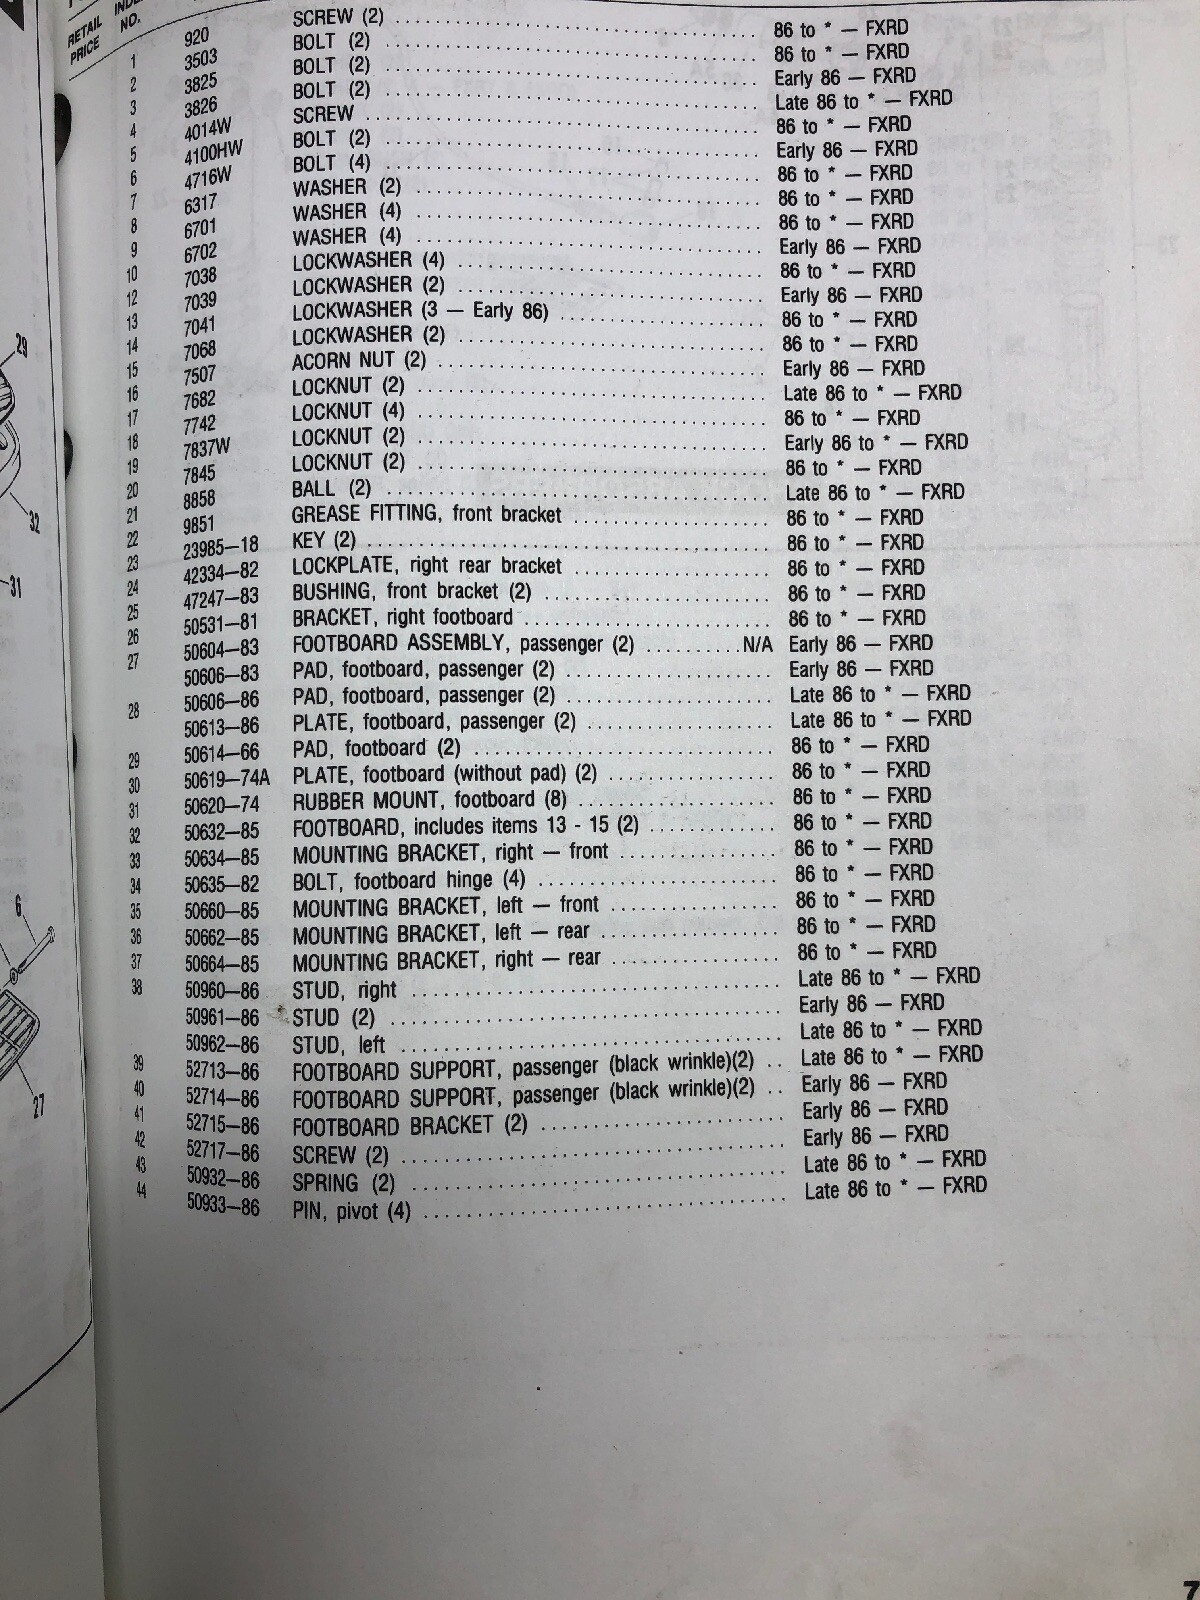 RETAIL PRICE
NO.
1 920 SCREW (2) ........ 86 to * — FXRD
2 3503 BOLT (2) ........ 86 to * — FXRD
3 3825 BOLT (2) ........ Early 86 — FXRD
4 3826 BOLT (2) ........ Late 86 to * — FXRD
5 4014W SCREW ........ 86 to * — FXRD
6 4100HW BOLT (2) ........ Early 86 — FXRD
7 4716W BOLT (4) ........ 86 to * — FXRD
8 6317 WASHER (2) ........ 86 to * — FXRD
9 6701 WASHER (4) ........ 86 to * — FXRD
10 6702 WASHER (4) ........ Early 86 — FXRD
12 7038 LOCKWASHER (4) ........ 86 to * — FXRD
13 7039 LOCKWASHER (2) ........ Early 86 — FXRD
14 7041 LOCKWASHER (3 — Early 86) ........ 86 to * — FXRD
15 7068 LOCKWASHER (2) ........ 86 to * — FXRD
16 7507 ACORN NUT (2) ........ Early 86 — FXRD
17 7682 LOCKNUT (2) ........ Late 86 to * — FXRD
18 7742 LOCKNUT (4) ........ 86 to * — FXRD
19 7837W LOCKNUT (2) ........ Early 86 to * — FXRD
20 7845 LOCKNUT (2) ........ 86 to * — FXRD
21 8858 BALL (2) ........ Late 86 to * — FXRD
22 9851 GREASE FITTING, front bracket ........ 86 to * — FXRD
23 23985—18 KEY (2) ........ 86 to * — FXRD
24 42334—82 LOCKPLATE, right rear bracket ........ 86 to * — FXRD
25 47247—83 BUSHING, front bracket (2) ........ 86 to * — FXRD
26 50531—81 BRACKET, right footboard ........ 86 to * — FXRD
27 50604—83 FOOTBOARD ASSEMBLY, passenger (2) ........ N/A Early 86 — FXRD
50606—83 PAD, footboard, passenger (2) ........ Early 86 — FXRD
28 50606—86 PAD, footboard, passenger (2) ........ Late 86 to * — FXRD
50613—86 PLATE, footboard, passenger (2) ........ Late 86 to * — FXRD
29 50614—66 PAD, footboard (2) ........ 86 to * — FXRD
30 50619—74A PLATE, footboard (without pad) (2) ........ 86 to * — FXRD
31 50620—74 RUBBER MOUNT, footboard (8) ........ 86 to * — FXRD
32 50632—85 FOOTBOARD, includes items 13 - 15 (2) ........ 86 to * — FXRD
33 50634—85 MOUNTING BRACKET, right — front ........ 86 to * — FXRD
34 50635—82 BOLT, footboard hinge (4) ........ 86 to * — FXRD
35 50660—85 MOUNTING BRACKET, left — front ........ 86 to * — FXRD
36 50662—85 MOUNTING BRACKET, left — rear ........ 86 to * — FXRD
37 50664—85 MOUNTING BRACKET, right — rear ........ 86 to * — FXRD
38 50960—86 STUD, right ........ Late 86 to * — FXRD
50961—86 STUD (2) ........ Early 86 — FXRD
50962—86 STUD, left ........ Late 86 to * — FXRD
39 52713—86 FOOTBOARD SUPPORT, passenger (black wrinkle)(2) .. Late 86 to * — FXRD
40 52714—86 FOOTBOARD SUPPORT, passenger (black wrinkle)(2) .. Early 86 — FXRD
41 52715—86 FOOTBOARD BRACKET (2) ........ Early 86 — FXRD
42 52717—86 SCREW (2) ........ Early 86 — FXRD
43 50932—86 SPRING (2) ........ Late 86 to * — FXRD
44 50933—86 PIN, pivot (4) ........ Late 86 to * — FXRD
29
32
31
6
27
7